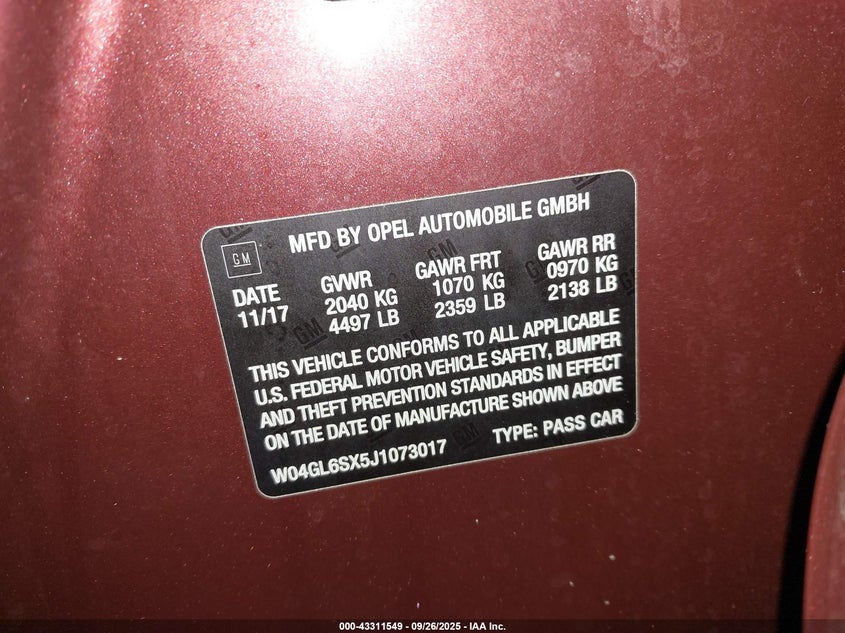 GM
MFD BY OPEL AUTOMOBILE GMBH
DATE
11/17
GVWR
2040 KG
4497 LB
GAWR FRT
1070 KG
2359 LB
GAWR RR
0970 KG
2138 LB
THIS VEHICLE CONFORMS TO ALL APPLICABLE
U.S. FEDERAL MOTOR VEHICLE SAFETY, BUMPER
AND THEFT PREVENTION STANDARDS IN EFFECT
ON THE DATE OF MANUFACTURE SHOWN ABOVE
W04GL6SX5J1073017 TYPE: PASS CAR
000-43311549 - 09/26/2025 - IAA Inc.